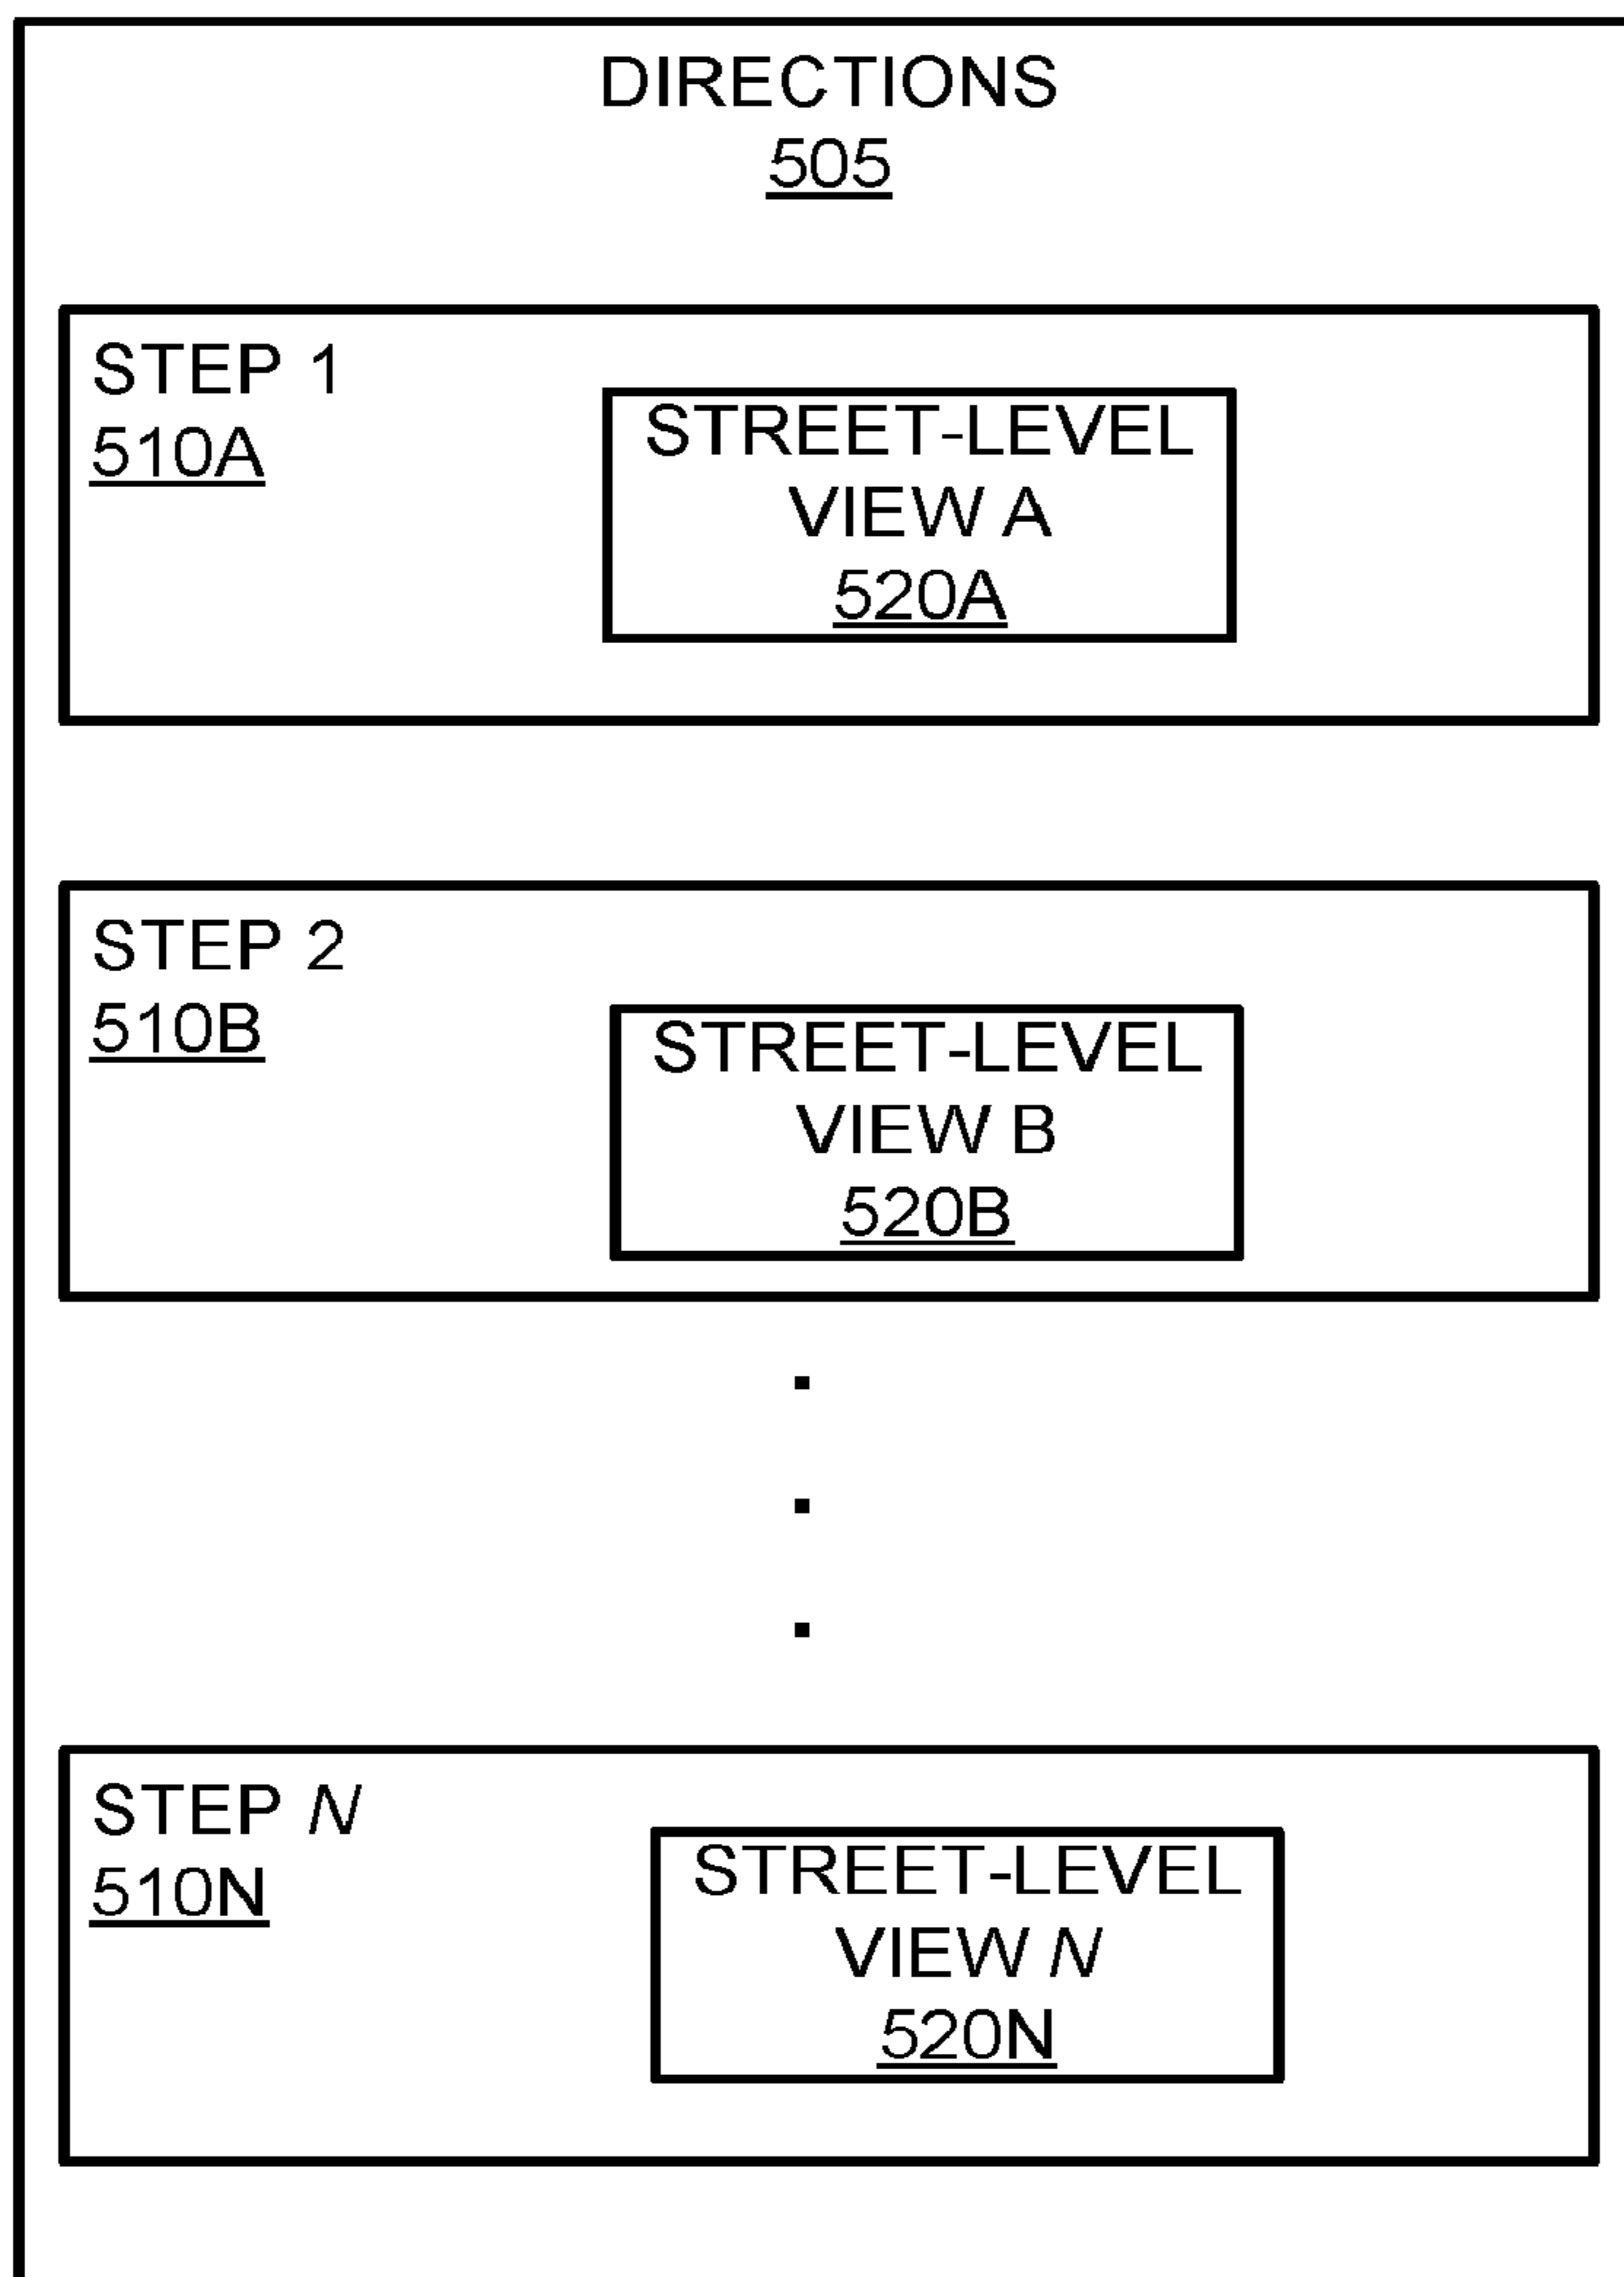 DIRECTIONS
505
STEP 1
510A
STREET-LEVEL
VIEW A
520A
STEP 2
510B
STREET-LEVEL
VIEW B
520B
STEP N
510N
STREET-LEVEL
VIEW N
520N